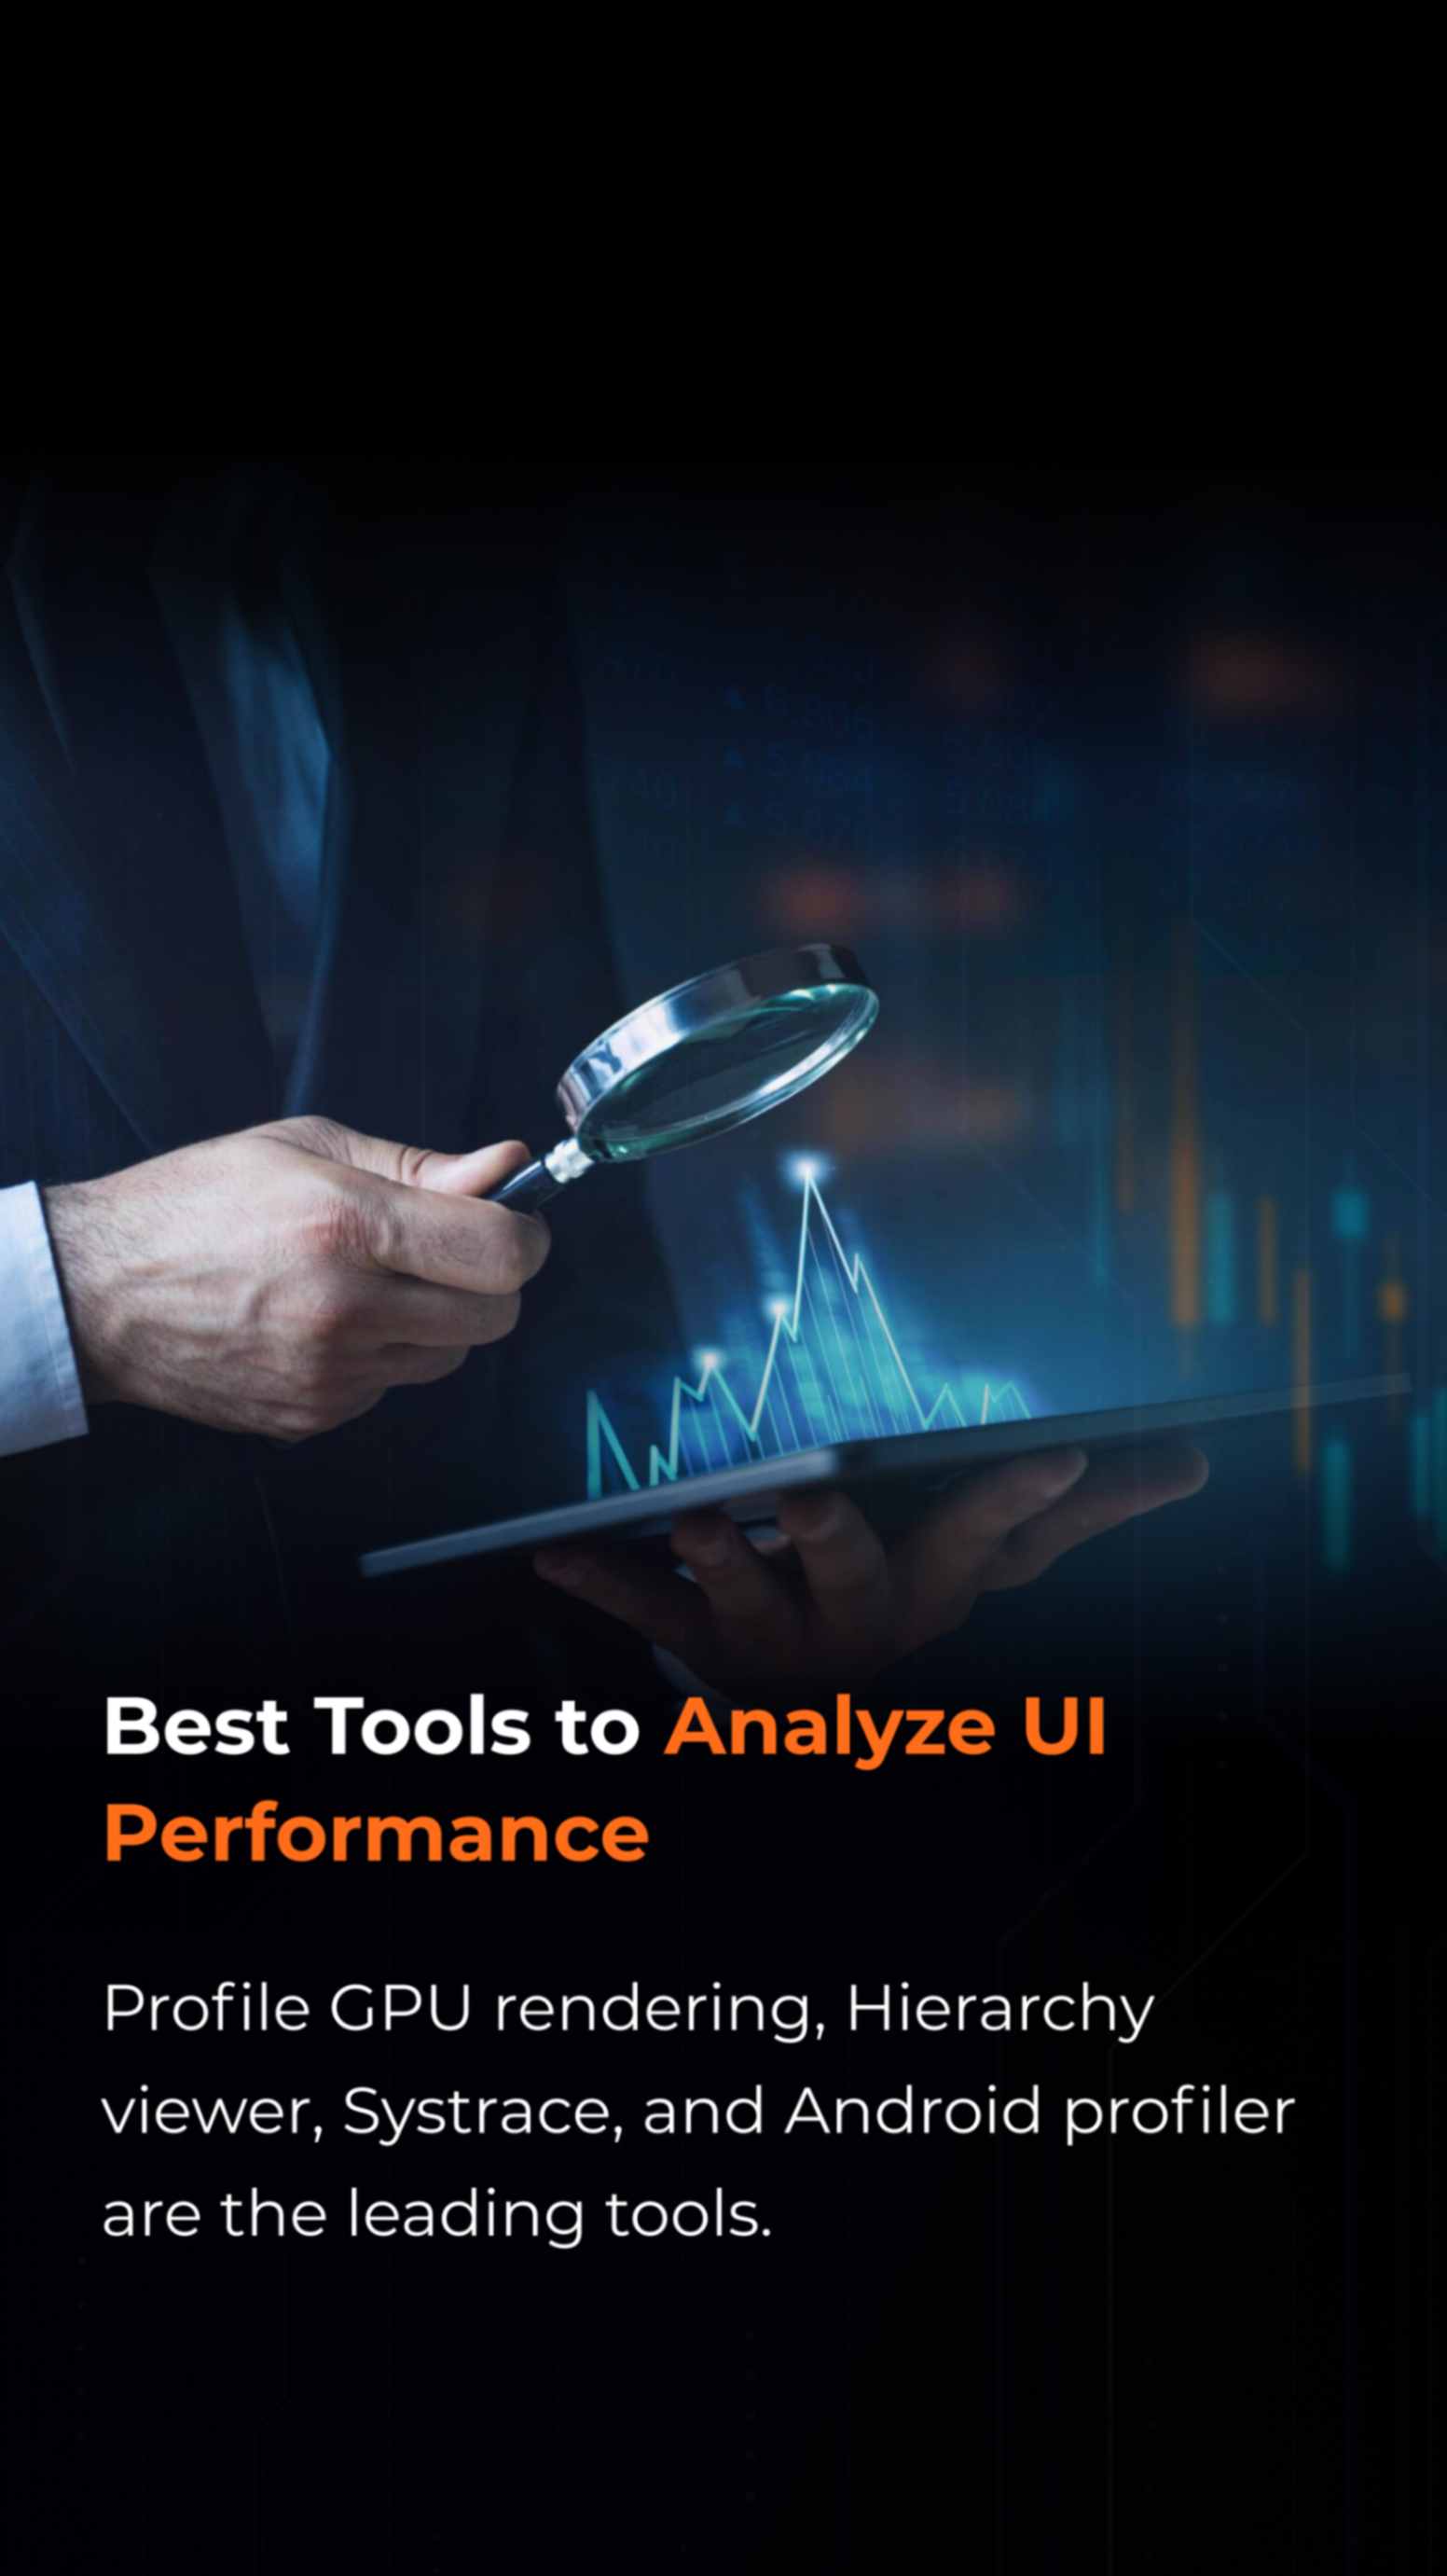 Best Tools to Analyze UI
Performance
Profile GPU rendering, Hierarchy
viewer, Systrace, and Android profiler
are the leading tools.